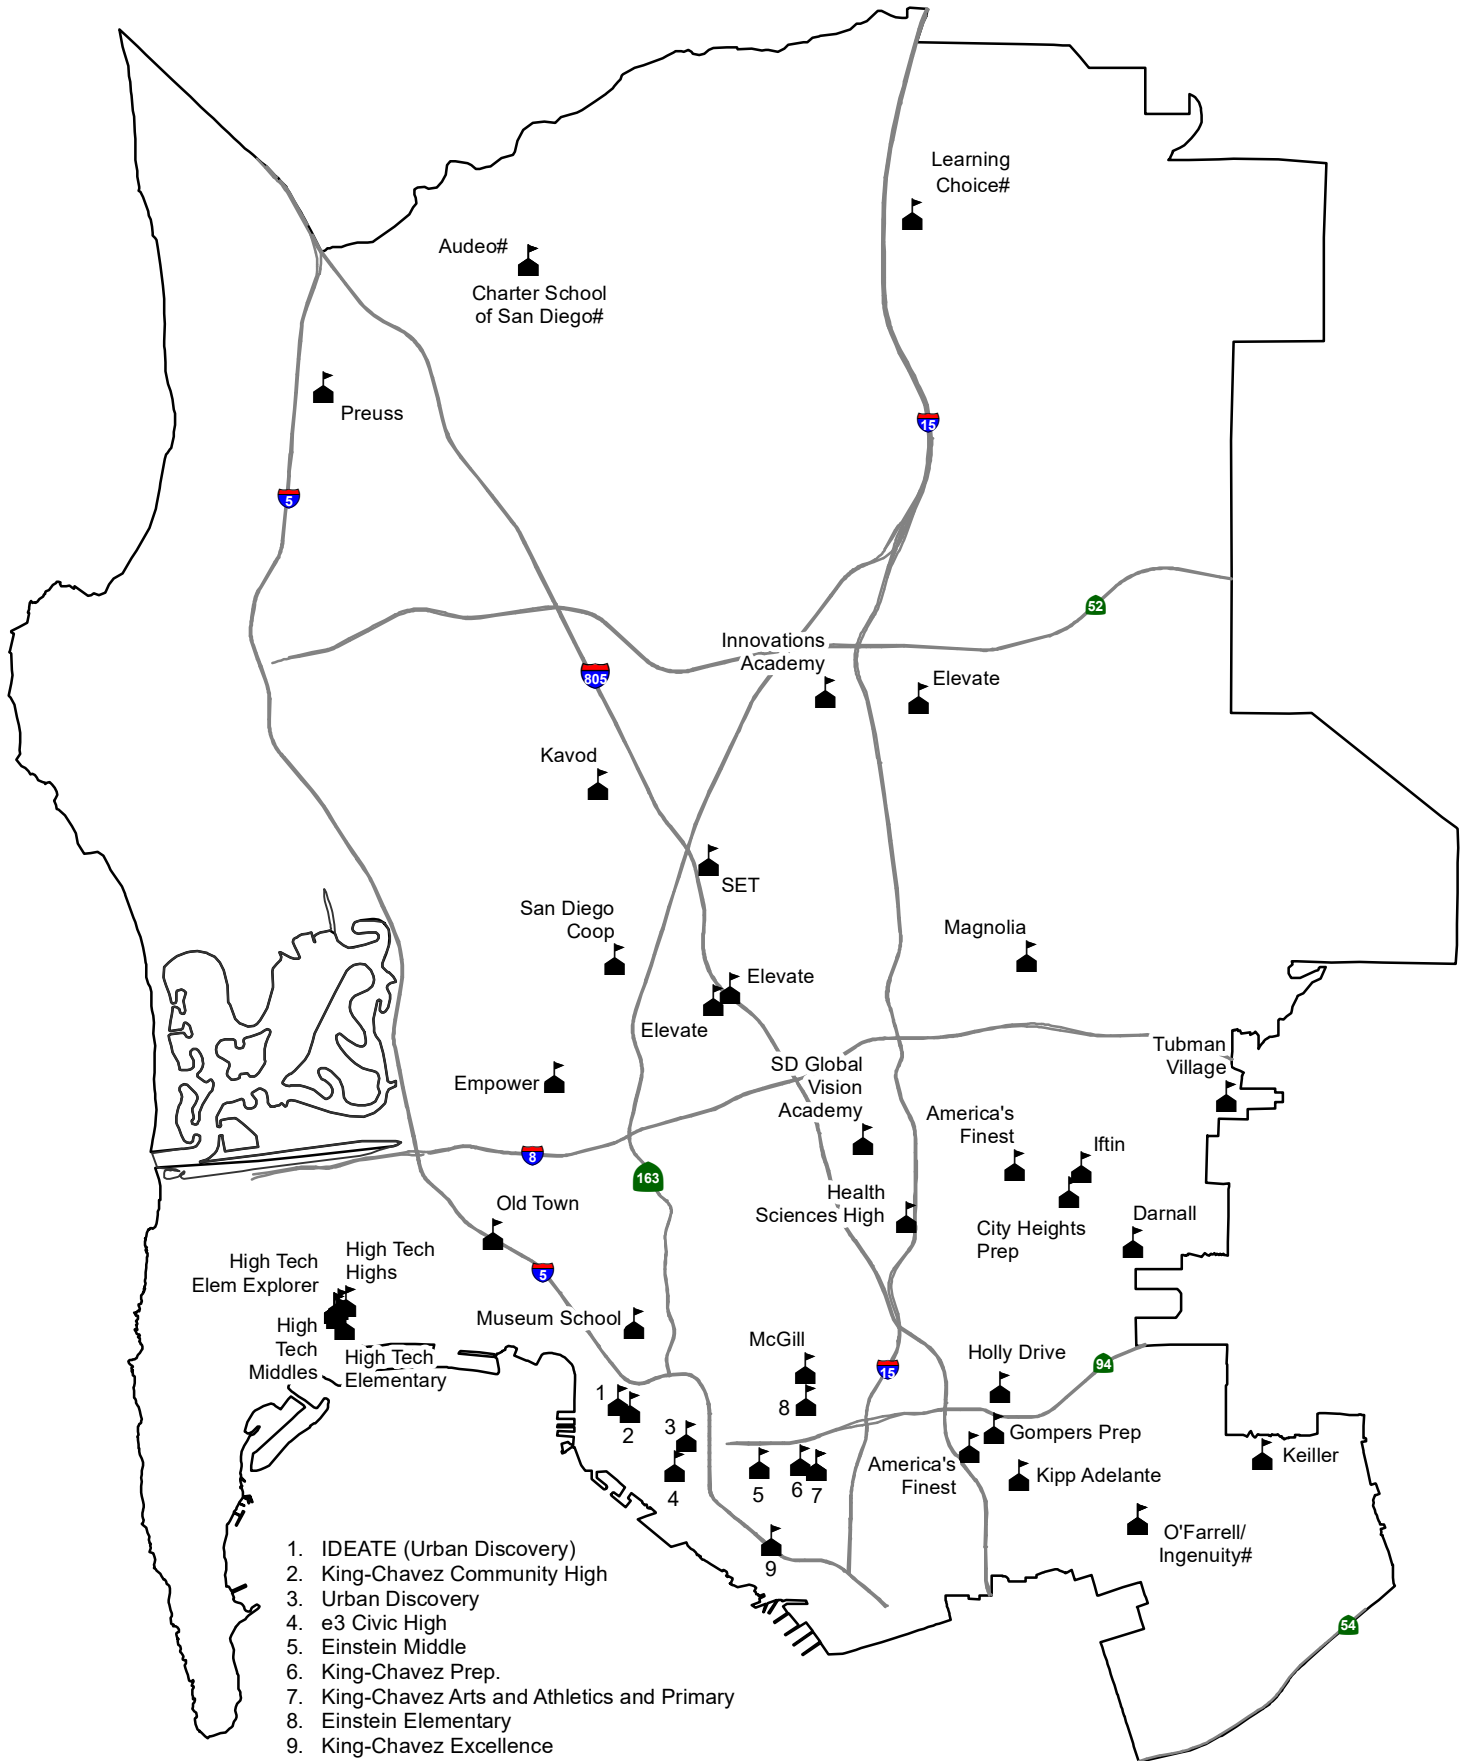 Learning
Choice#
Audeo#
Charter School
of San Diego#
Preuss
15
5
52
Innovations
Academy
805
Elevate
Kavod
SET
San Diego
Coop
Magnolia
Elevate
Elevate
Tubman
Village
SD Global
Vision
Academy
Empower
America's
Finest
Iftin
8
163
Health
Sciences High
Old Town
City Heights
Prep
Darnall
High Tech
Elem Explorer
High Tech
Highs
5
Museum School
High
Tech
Middles
High Tech
Elementary
McGill
15
Holly Drive
94
1
2
8
3
4
Gompers Prep
America's
Finest
Kipp Adelante
Keiller
5
6
7
O'Farrell/
Ingenuity#
9
54
1. IDEATE (Urban Discovery)
2. King-Chavez Community High
3. Urban Discovery
4. e3 Civic High
5. Einstein Middle
6. King-Chavez Prep.
7. King-Chavez Arts and Athletics and Primary
8. Einstein Elementary
9. King-Chavez Excellence